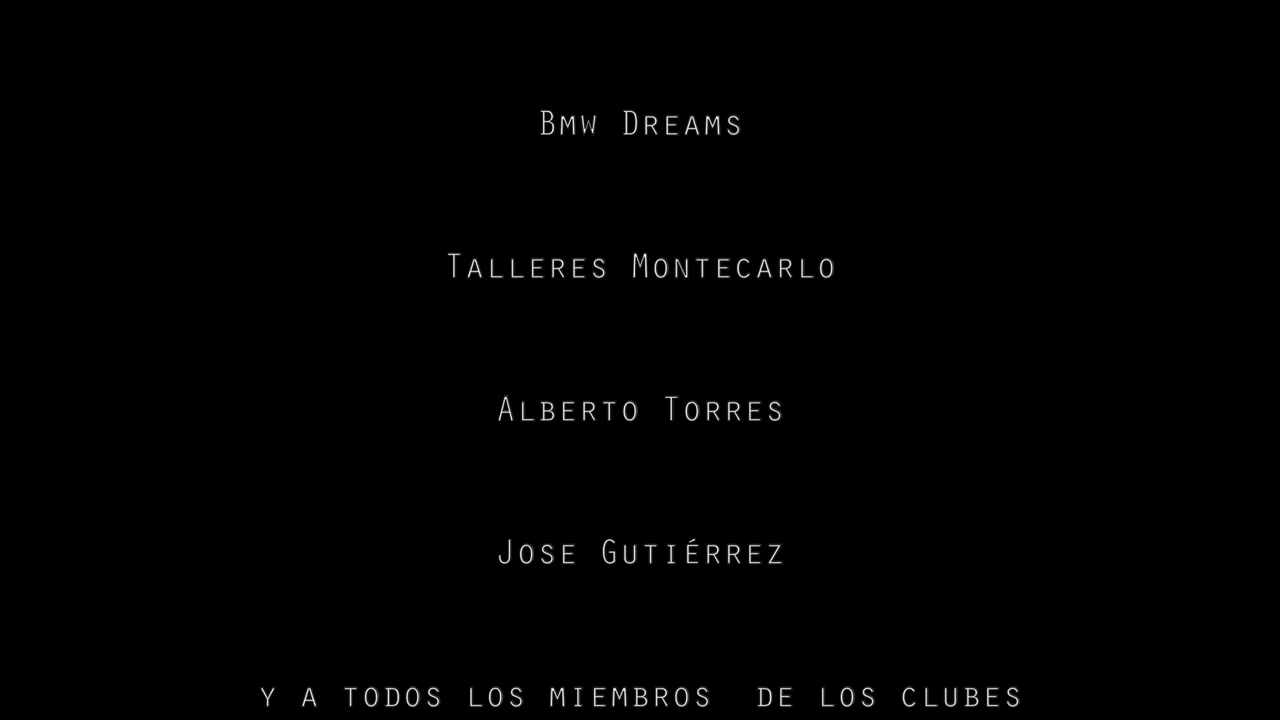 Bmw Dreams
Talleres Montecarlo
Alberto Torres
Jose Gutiérrez
y a todos los miembros de los clubes